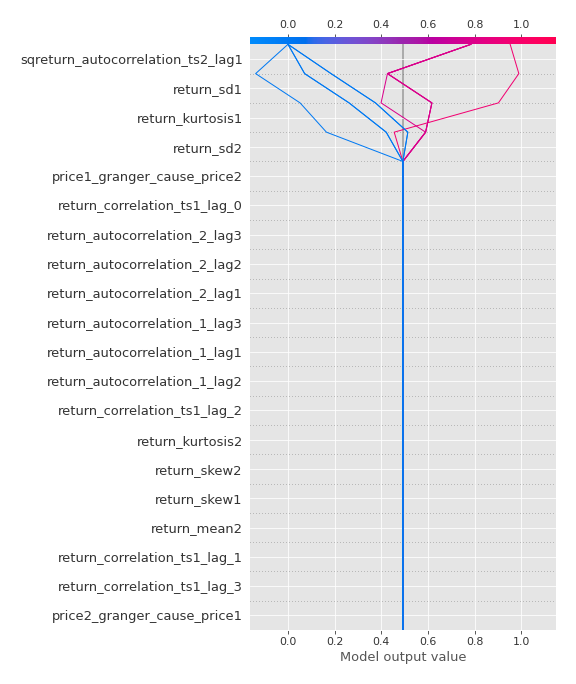 0.0 0.2 0.4 0.6 0.8 1.0
sqreturn_autocorrelation_ts2_lag1
return_sd1
return_kurtosis1
return_sd2
price1_granger_cause_price2
return_correlation_ts1_lag_0
return_autocorrelation_2_lag3
return_autocorrelation_2_lag2
return_autocorrelation_2_lag1
return_autocorrelation_1_lag3
return_autocorrelation_1_lag1
return_autocorrelation_1_lag2
return_correlation_ts1_lag_2
return_kurtosis2
return_skew2
return_skew1
return_mean2
return_correlation_ts1_lag_1
return_correlation_ts1_lag_3
price2_granger_cause_price1
0.0 0.2 0.4 0.6 0.8 1.0
Model output value